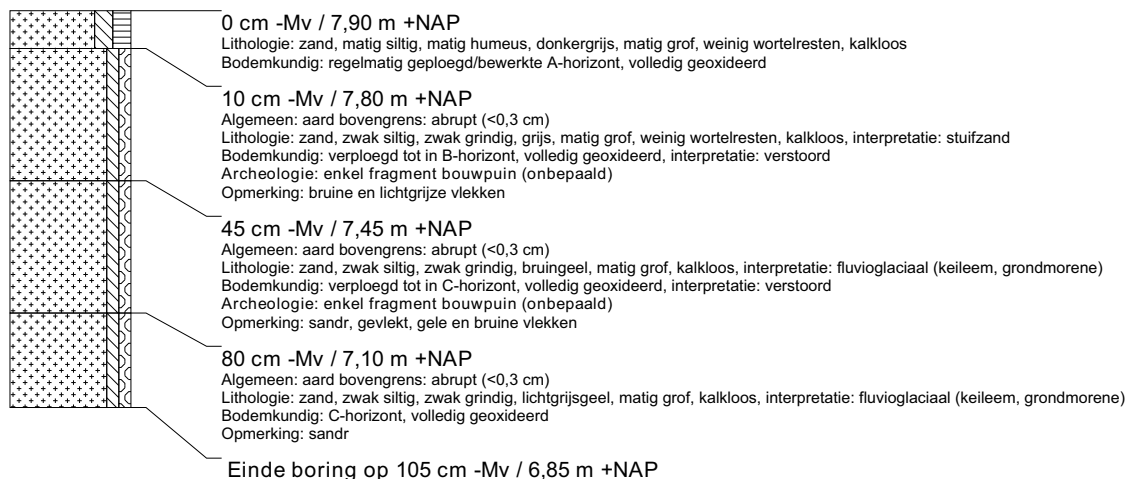 0 cm -Mv / 7,90 m +NAP
Lithologie: zand, matig siltig, matig humeus, donkergrijs, matig grof, weinig wortelresten, kalkloos
Bodemkundig: regelmatig geploegd/bewerkte A-horizont, volledig geoxideerd
10 cm -Mv / 7,80 m +NAP
Algemeen: aard bovengrens: abrupt (<0,3 cm)
Lithologie: zand, zwak siltig, zwak grindig, grijs, matig grof, weinig wortelresten, kalkloos, interpretatie: stuifzand
Bodemkundig: verploegd tot in B-horizont, volledig geoxideerd, interpretatie: verstoord
Archeologie: enkel fragment bouwpuin (onbepaald)
Opmerking: bruine en lichtgrijze vlekken
45 cm -Mv / 7,45 m +NAP
Algemeen: aard bovengrens: abrupt (<0,3 cm)
Lithologie: zand, zwak siltig, zwak grindig, bruingeel, matig grof, kalkloos, interpretatie: fluvioglaciaal (keileem, grondmorene)
Bodemkundig: verploegd tot in C-horizont, volledig geoxideerd, interpretatie: verstoord
Archeologie: enkel fragment bouwpuin (onbepaald)
Opmerking: sandr, gevlekt, gele en bruine vlekken
80 cm -Mv / 7,10 m +NAP
Algemeen: aard bovengrens: abrupt (<0,3 cm)
Lithologie: zand, zwak siltig, zwak grindig, lichtgrijsgeel, matig grof, kalkloos, interpretatie: fluvioglaciaal (keileem, grondmorene)
Bodemkundig: C-horizont, volledig geoxideerd
Opmerking: sandr
Einde boring op 105 cm -Mv / 6,85 m +NAP